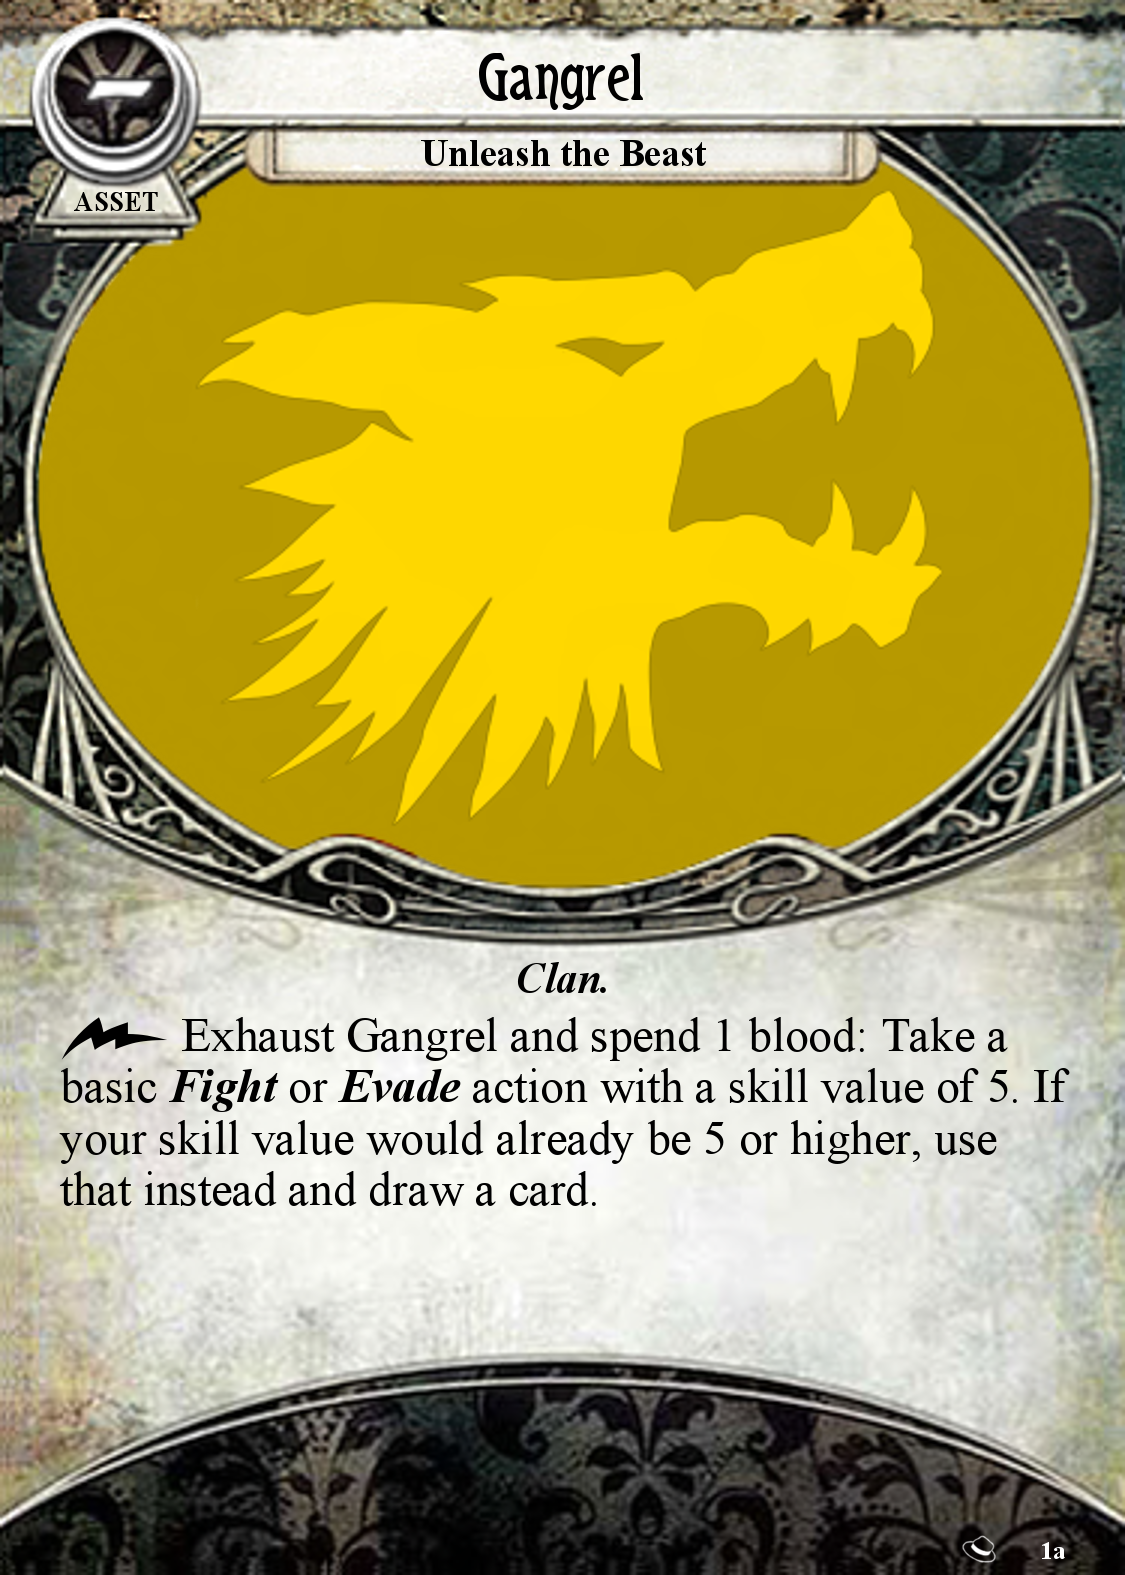 Gangrel
Unleash the Beast
ASSET
Clan.
Exhaust Gangrel and spend 1 blood: Take a
basic Fight or Evade action with a skill value of 5. If
your skill value would already be 5 or higher, use
that instead and draw a card.
1a